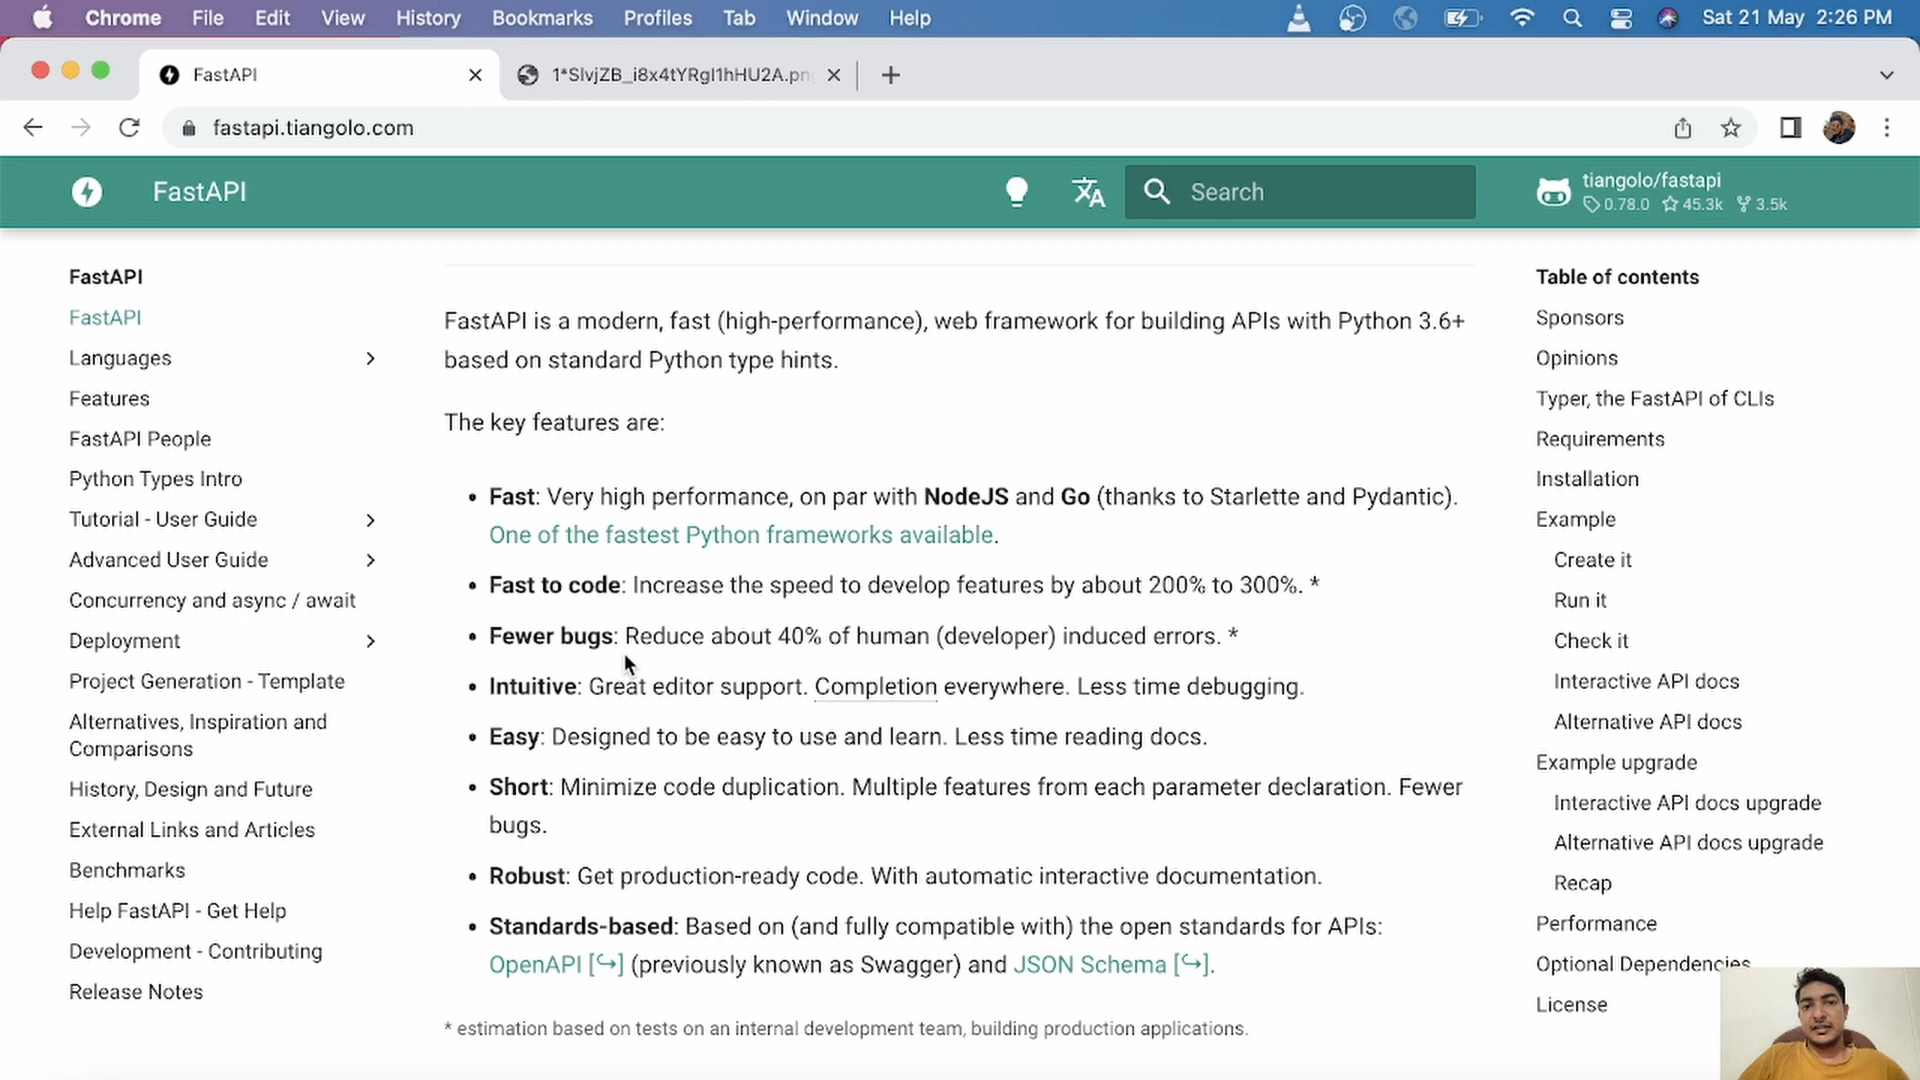 Chrome File Edit View History Bookmarks Profiles Tab Window Help Sat 21 May 2:26 PM
FastAPI 1*SlvjZB_i8x4tYRgI1hHU2A.pn
fastapi.tiangolo.com
FastAPI Search tiangolo/fastapi
0.78.0 45.3k 3.5k
FastAPI
FastAPI
Languages
Features
FastAPI People
Python Types Intro
Tutorial - User Guide
Advanced User Guide
Concurrency and async / await
Deployment
Project Generation - Template
Alternatives, Inspiration and
Comparisons
History, Design and Future
External Links and Articles
Benchmarks
Help FastAPI - Get Help
Development - Contributing
Release Notes
FastAPI is a modern, fast (high-performance), web framework for building APIs with Python 3.6+
based on standard Python type hints.
The key features are:
• Fast: Very high performance, on par with NodeJS and Go (thanks to Starlette and Pydantic).
One of the fastest Python frameworks available.
• Fast to code: Increase the speed to develop features by about 200% to 300%. *
• Fewer bugs: Reduce about 40% of human (developer) induced errors. *
• Intuitive: Great editor support. Completion everywhere. Less time debugging.
• Easy: Designed to be easy to use and learn. Less time reading docs.
• Short: Minimize code duplication. Multiple features from each parameter declaration. Fewer
bugs.
• Robust: Get production-ready code. With automatic interactive documentation.
• Standards-based: Based on (and fully compatible with) the open standards for APIs:
OpenAPI [↪] (previously known as Swagger) and JSON Schema [↪].
* estimation based on tests on an internal development team, building production applications.
Table of contents
Sponsors
Opinions
Typer, the FastAPI of CLIs
Requirements
Installation
Example
Create it
Run it
Check it
Interactive API docs
Alternative API docs
Example upgrade
Interactive API docs upgrade
Alternative API docs upgrade
Recap
Performance
Optional Dependencies
License